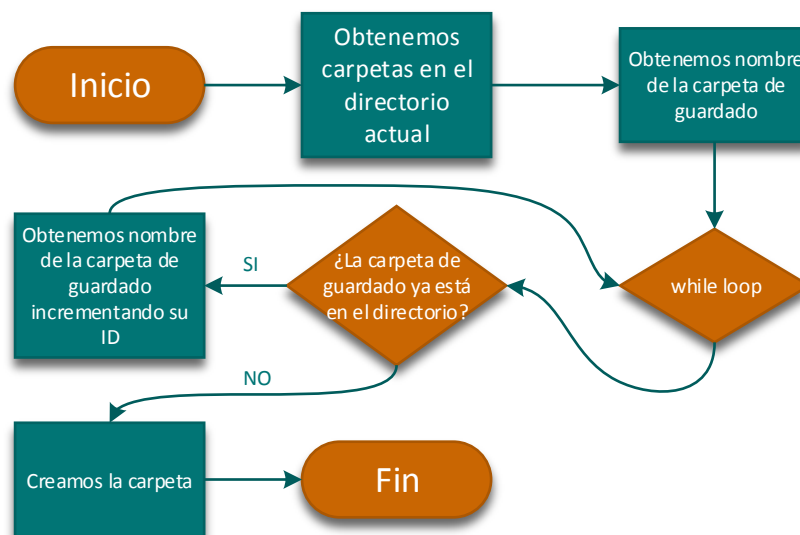 Inicio
Obtenemos
carpetas en el
directorio
actual
Obtenemos nombre
de la carpeta de
guardado
while loop
¿La carpeta de
guardado ya está
en el directorio?
SI
Obtenemos nombre
de la carpeta de
guardado
incrementando su
ID
NO
Creamos la carpeta
Fin